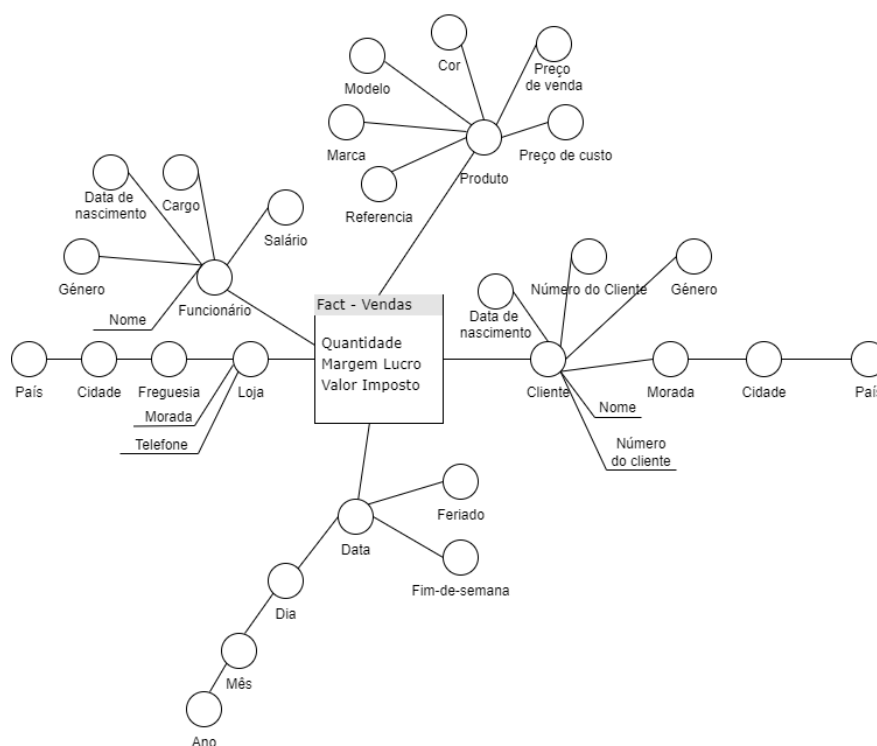 Cor
Preço
de venda
Modelo
Marca
Preço de custo
Produto
Referencia
Data de
nascimento
Cargo
Salário
Género
Funcionário
Nome
Fact - Vendas
Quantidade
Margem Lucro
Valor Imposto
Número do Cliente
Género
Data de
nascimento
País
Cidade
Freguesia
Loja
Morada
Telefone
Cliente
Morada
Cidade
País
Nome
Número
do cliente
Feriado
Data
Fim-de-semana
Dia
Mês
Ano